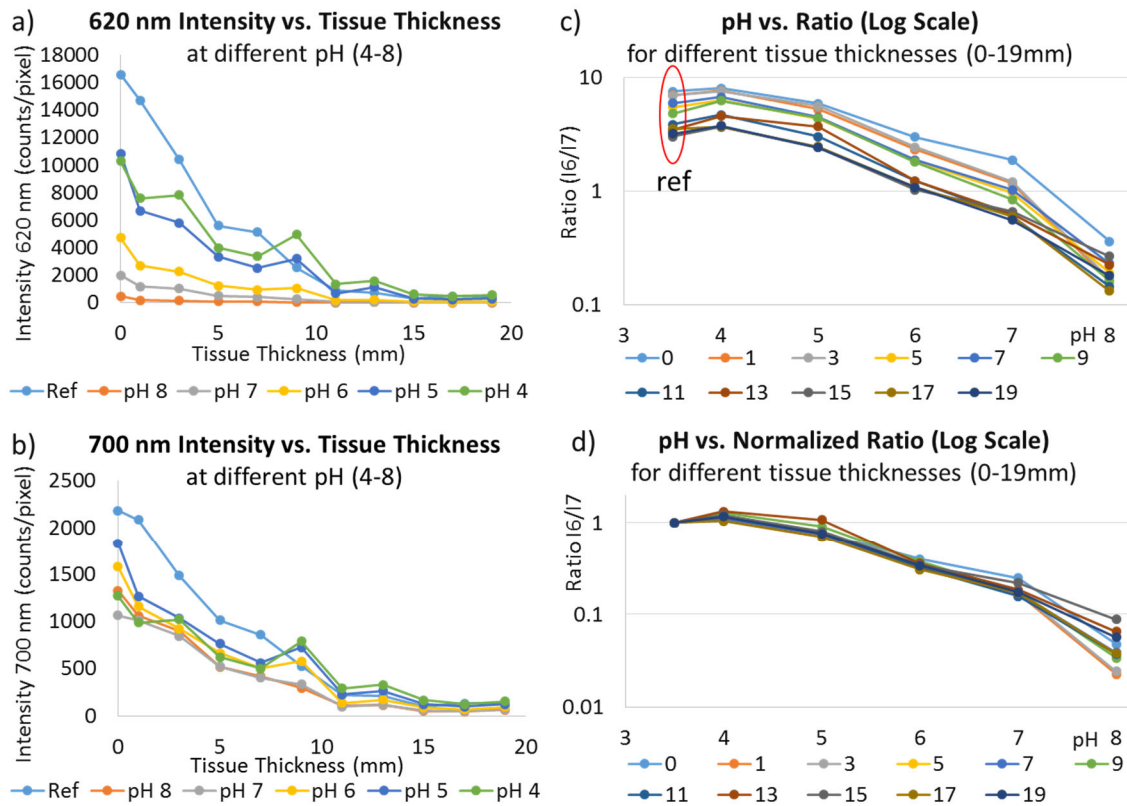 a) 620 nm Intensity vs. Tissue Thickness
at different pH (4-8)
Intensity 620 nm (counts/pixel)
18000
16000
14000
12000
10000
8000
6000
4000
2000
0
0 5 10 15 20
Tissue Thickness (mm)
Ref pH 8 pH 7 pH 6 pH 5 pH 4
b) 700 nm Intensity vs. Tissue Thickness
at different pH (4-8)
Intensity 700 nm (counts/pixel)
2500
2000
1500
1000
500
0
0 5 10 15 20
Tissue Thickness (mm)
Ref pH 8 pH 7 pH 6 pH 5 pH 4
c) pH vs. Ratio (Log Scale)
for different tissue thicknesses (0-19mm)
Ratio (I6/I7)
10
1
0.1
ref
3 4 5 6 7 pH 8
0 1 3 5 7 9
11 13 15 17 19
d) pH vs. Normalized Ratio (Log Scale)
for different tissue thicknesses (0-19mm)
Ratio I6/I7
1
0.1
0.01
3 4 5 6 7 pH 8
0 1 3 5 7 9
11 13 15 17 19